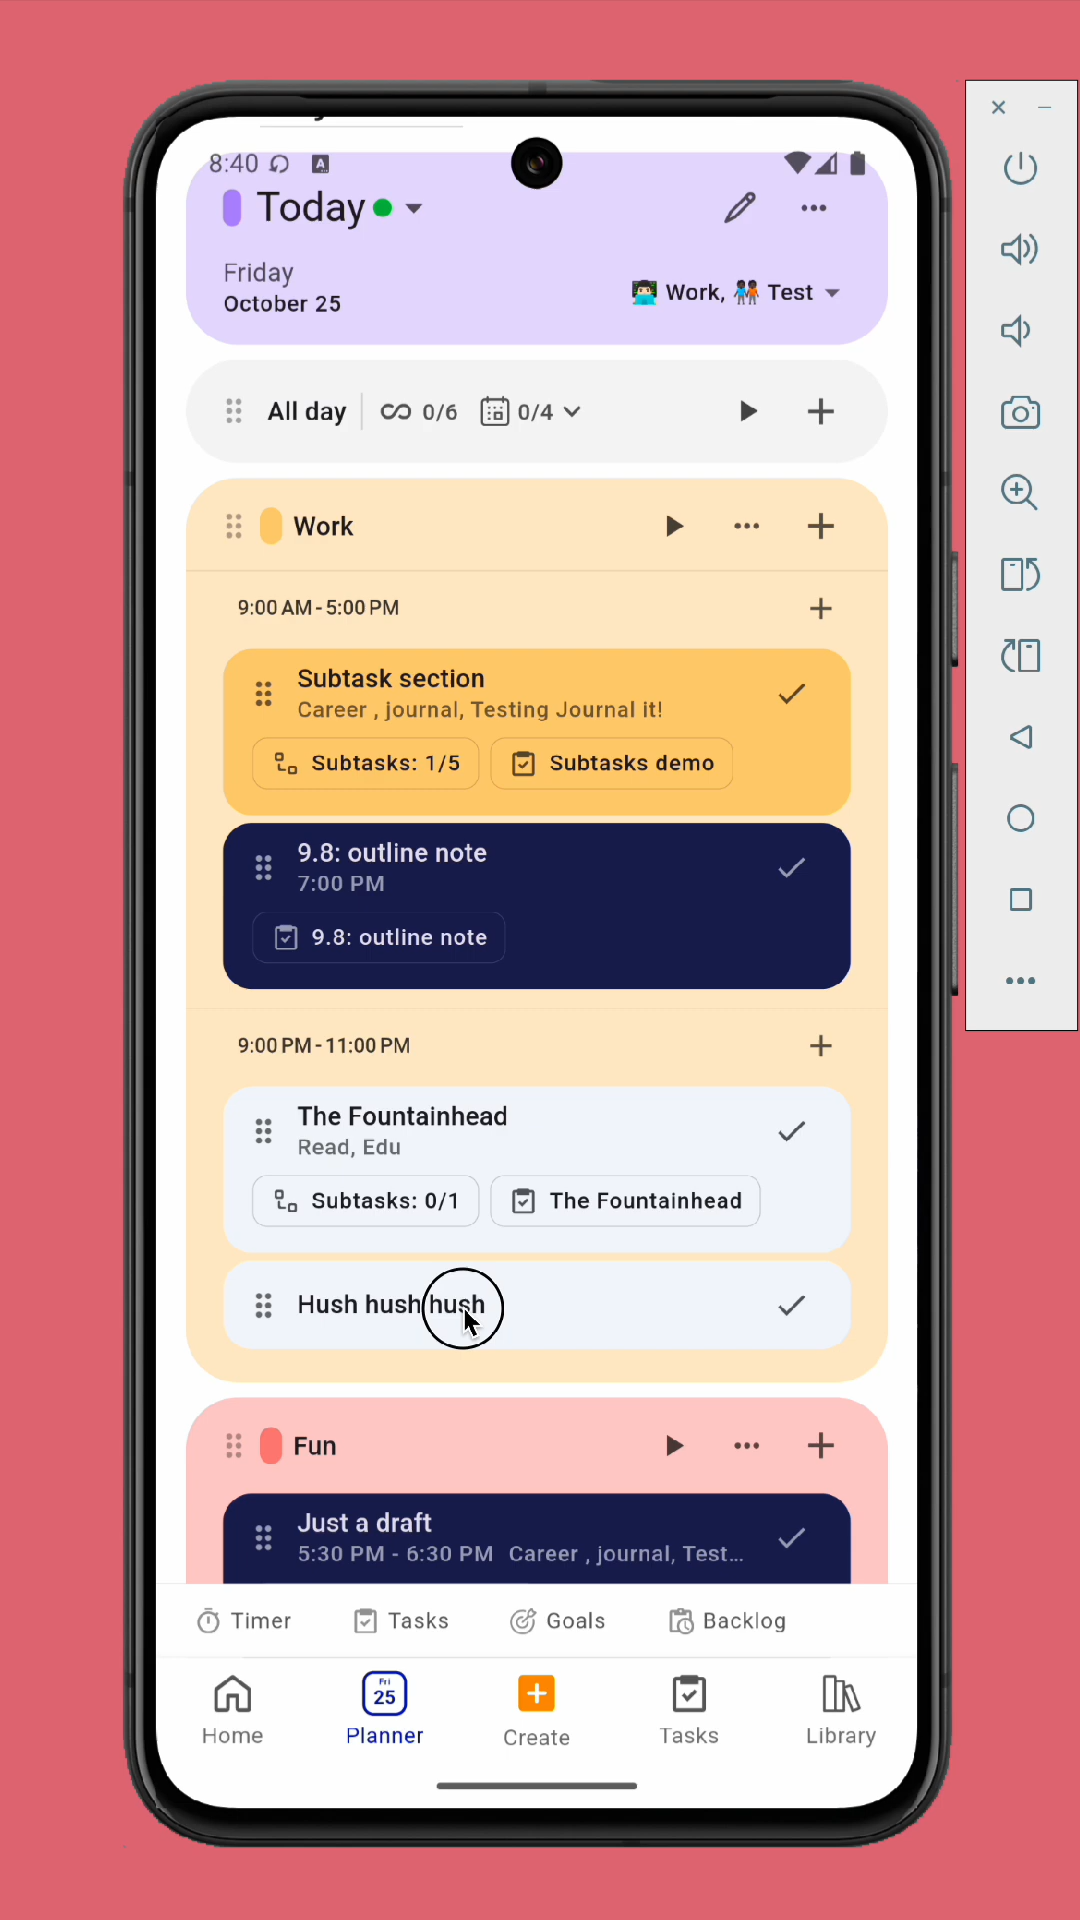 8:40
Today
Friday
October 25
Work, Test
All day 0/6 0/4
Work
9:00 AM - 5:00 PM
Subtask section
Career , journal, Testing Journal it!
Subtasks: 1/5 Subtasks demo
9.8: outline note
7:00 PM
9.8: outline note
9:00 PM - 11:00 PM
The Fountainhead
Read, Edu
Subtasks: 0/1 The Fountainhead
Hush hush hush
Fun
Just a draft
5:30 PM - 6:30 PM Career , journal, Test...
Timer Tasks Goals Backlog
Fri
25
Home Planner Create Tasks Library